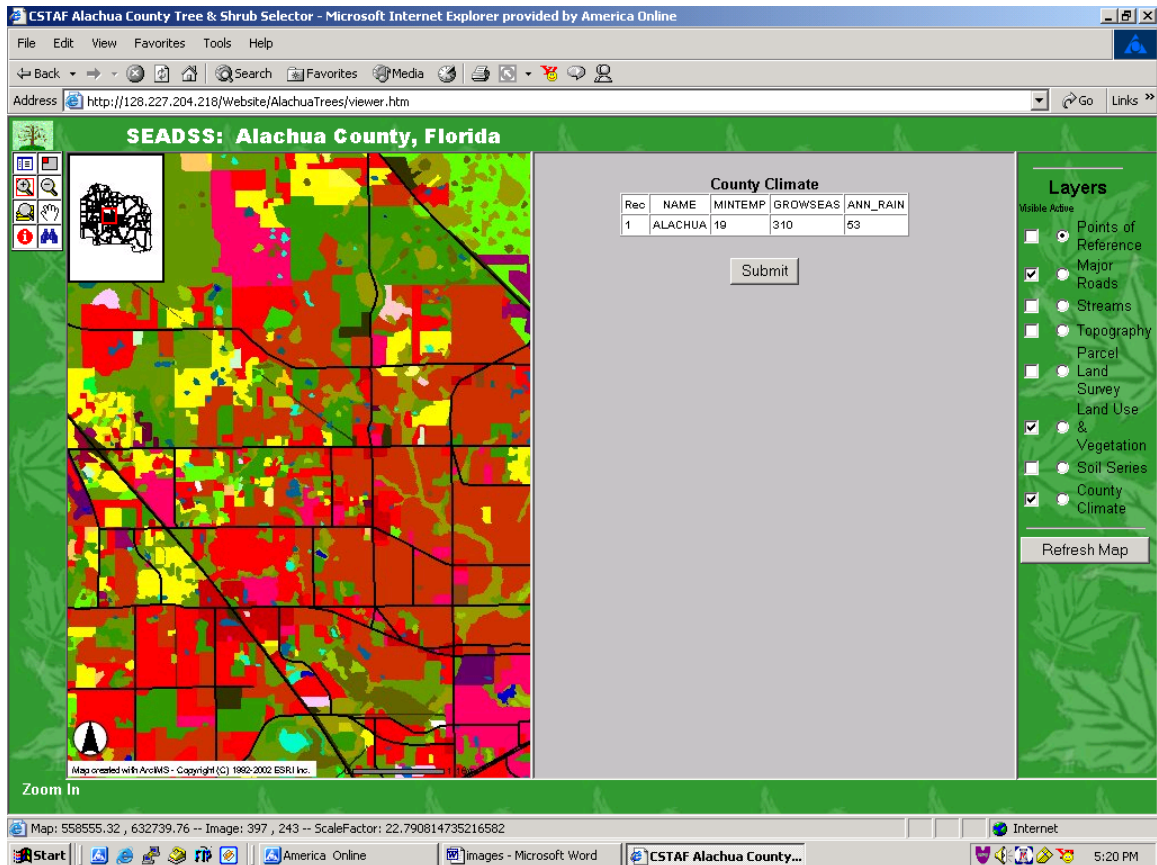 CSTAF Alachua County Tree & Shrub Selector - Microsoft Internet Explorer provided by America Online
File Edit View Favorites Tools Help
Back Search Favorites Media
Address http://128.227.204.218/Website/AlachuaTrees/viewer.htm Go Links »
SEADSS: Alachua County, Florida
County Climate
Rec NAME MINTEMP GROWSEAS ANN_RAIN
1 ALACHUA 19 310 53
Submit
Layers
Visible Active
Points of
Reference
Major
Roads
Streams
Topography
Parcel
Land
Survey
Land Use
&
Vegetation
Soil Series
County
Climate
Refresh Map
Map created with ArcIMS - Copyright (C) 1992-2002 ESRI Inc.
Zoom In
Map: 558555.32 , 632739.76 -- Image: 397 , 243 -- ScaleFactor: 22.790814735216582
Internet
Start America Online images - Microsoft Word CSTAF Alachua County... 5:20 PM